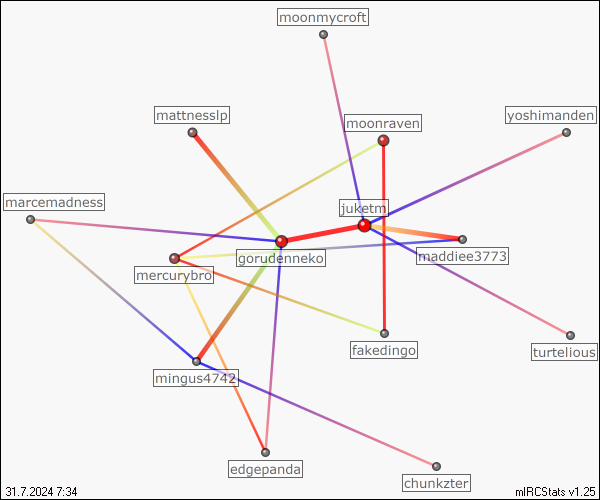 moonmycroft
mattnesslp
moonraven
yoshimanden
marcemadness
juketm
gorudenneko
maddiee3773
mercurybro
fakedingo
turtelious
mingus4742
edgepanda
chunkzter
31.7.2024 7:34
mIRCStats v1.25